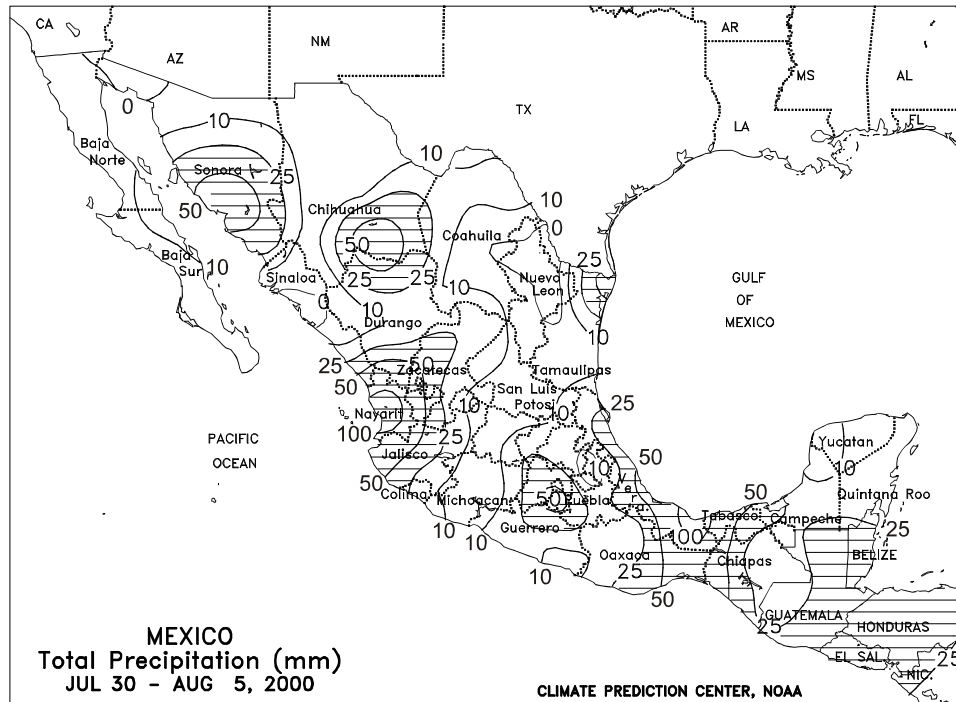 CA
AZ
NM
AR
MS
AL
TX
LA
FL
0
10
Baja
Norte
Sonora
25
10
50
Chihuahua
10
Coahuila
0
50
Baja
Sur
10
Sinaloa
25
25
10
Nuevo
Leon
25
GULF
OF
MEXICO
0
10
Durango
10
25
50
Zacatecas
Tamaulipas
50
San Luis
Potosi
10
0
25
Nayarit
100
25
PACIFIC
OCEAN
Jalisco
10
50
Yucatan
10
50
Colima
Michoacan
50
Puebla
Vera
50
Quintana Roo
Tabasco
Campeche
25
10
10
Guerrero
100
Oaxaca
Chiapas
BELIZE
10
25
50
GUATEMALA
25
HONDURAS
EL SAL.
25
NIC.
MEXICO
Total Precipitation (mm)
JUL 30 - AUG 5, 2000
CLIMATE PREDICTION CENTER, NOAA